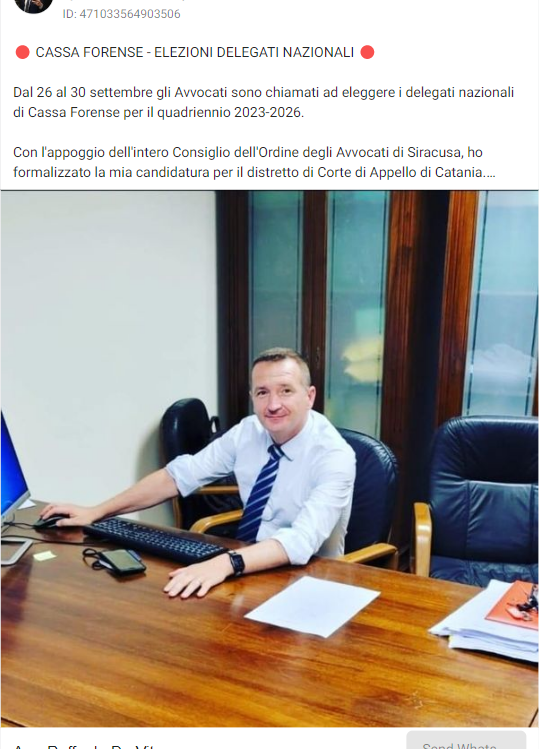 ID: 471033564903506
🔴 CASSA FORENSE - ELEZIONI DELEGATI NAZIONALI 🔴
Dal 26 al 30 settembre gli Avvocati sono chiamati ad eleggere i delegati nazionali
di Cassa Forense per il quadriennio 2023-2026.
Con l'appoggio dell'intero Consiglio dell'Ordine degli Avvocati di Siracusa, ho
formalizzato la mia candidatura per il distretto di Corte di Appello di Catania....
Send Whats...